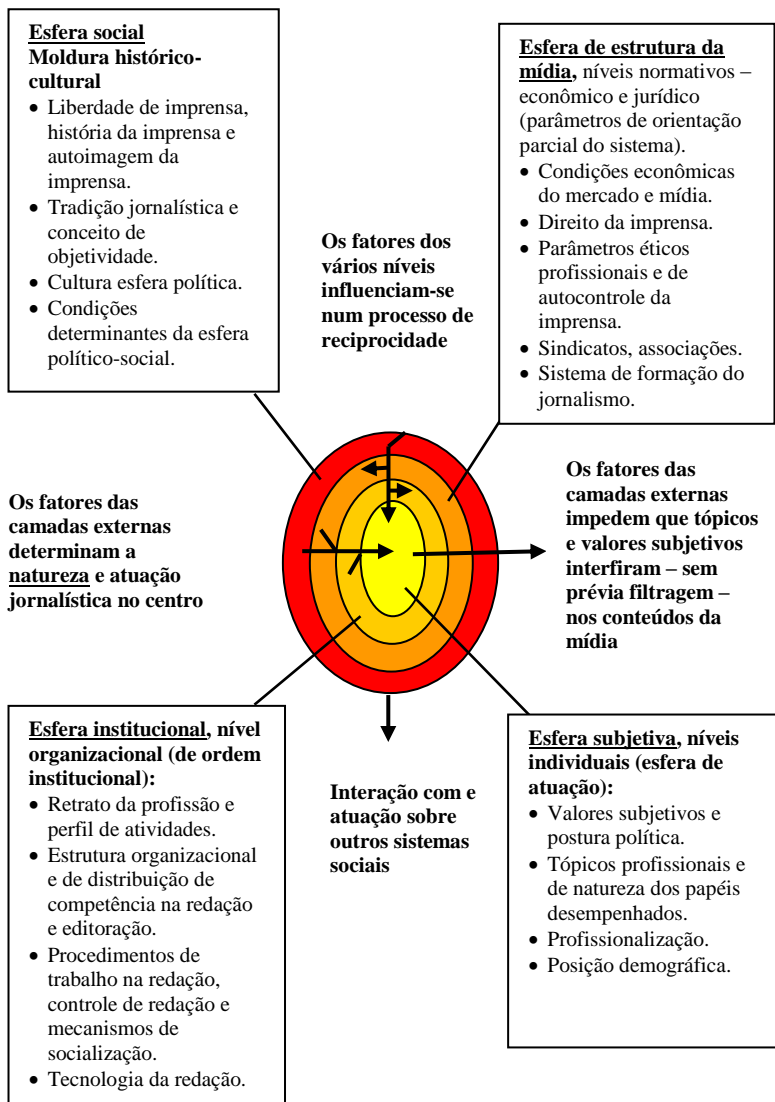 Esfera social
Moldura histórico-
cultural
• Liberdade de imprensa,
história da imprensa e
autoimagem da
imprensa.
• Tradição jornalística e
conceito de
objetividade.
• Cultura esfera política.
• Condições
determinantes da esfera
político-social.
Os fatores dos
vários níveis
influenciam-se
num processo de
reciprocidade
Esfera de estrutura da
mídia, níveis normativos –
econômico e jurídico
(parâmetros de orientação
parcial do sistema).
• Condições econômicas
do mercado e mídia.
• Direito da imprensa.
• Parâmetros éticos
profissionais e de
autocontrole da
imprensa.
• Sindicatos, associações.
• Sistema de formação do
jornalismo.
Os fatores das
camadas externas
determinam a
natureza e atuação
jornalística no centro
Os fatores das
camadas externas
impedem que tópicos
e valores subjetivos
interfiram – sem
prévia filtragem –
nos conteúdos da
mídia
Esfera institucional, nível
organizacional (de ordem
institucional):
• Retrato da profissão e
perfil de atividades.
• Estrutura organizacional
e de distribuição de
competência na redação
e editoração.
• Procedimentos de
trabalho na redação,
controle de redação e
mecanismos de
socialização.
• Tecnologia da redação.
Interação com e
atuação sobre
outros sistemas
sociais
Esfera subjetiva, níveis
individuais (esfera de
atuação):
• Valores subjetivos e
postura política.
• Tópicos profissionais e
de natureza dos papéis
desempenhados.
• Profissionalização.
• Posição demográfica.